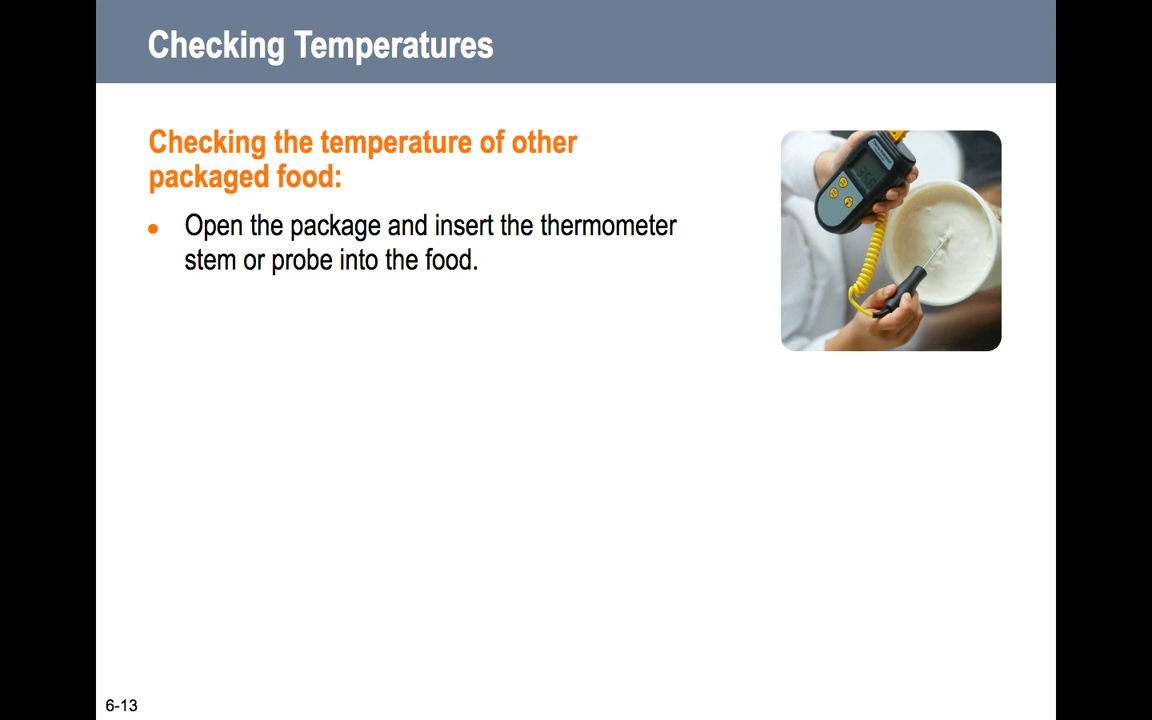 Checking Temperatures
Checking the temperature of other
packaged food:
Open the package and insert the thermometer
stem or probe into the food.
6-13